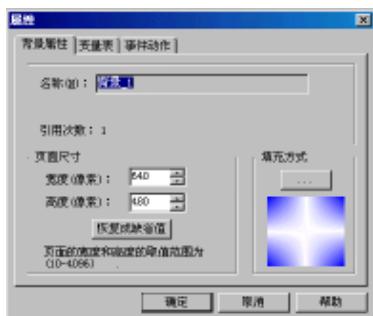 属性
背景属性 变量表 事件动作
名称(N)： 背景_1
引用次数： 1
页面尺寸
填充方式
宽度(像素)： 640
...
高度(像素)： 480
恢复成缺省值
页面的宽度和高度的取值范围为
(10-4096)
确定 取消 帮助